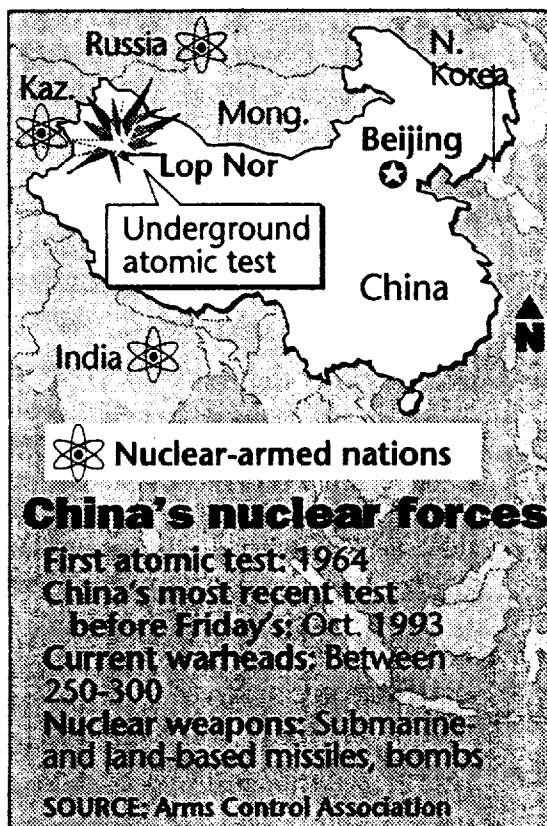 Russia
N.
Korea
Kaz.
Mong.
Beijing
Lop Nor
Underground
atomic test
China
India
N
Nuclear-armed nations
China's nuclear forces
First atomic test: 1964
China's most recent test
before Friday's: Oct. 1993
Current warheads: Between
250-300
Nuclear weapons: Submarine-
and land-based missiles, bombs
SOURCE: Arms Control Association